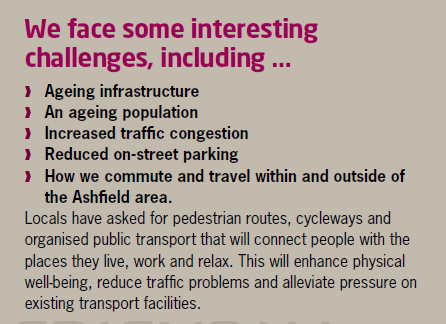 We face some interesting
challenges, including ...
❱ Ageing infrastructure
❱ An ageing population
❱ Increased traffic congestion
❱ Reduced on-street parking
❱ How we commute and travel within and outside of
the Ashfield area.
Locals have asked for pedestrian routes, cycleways and
organised public transport that will connect people with the
places they live, work and relax. This will enhance physical
well-being, reduce traffic problems and alleviate pressure on
existing transport facilities.